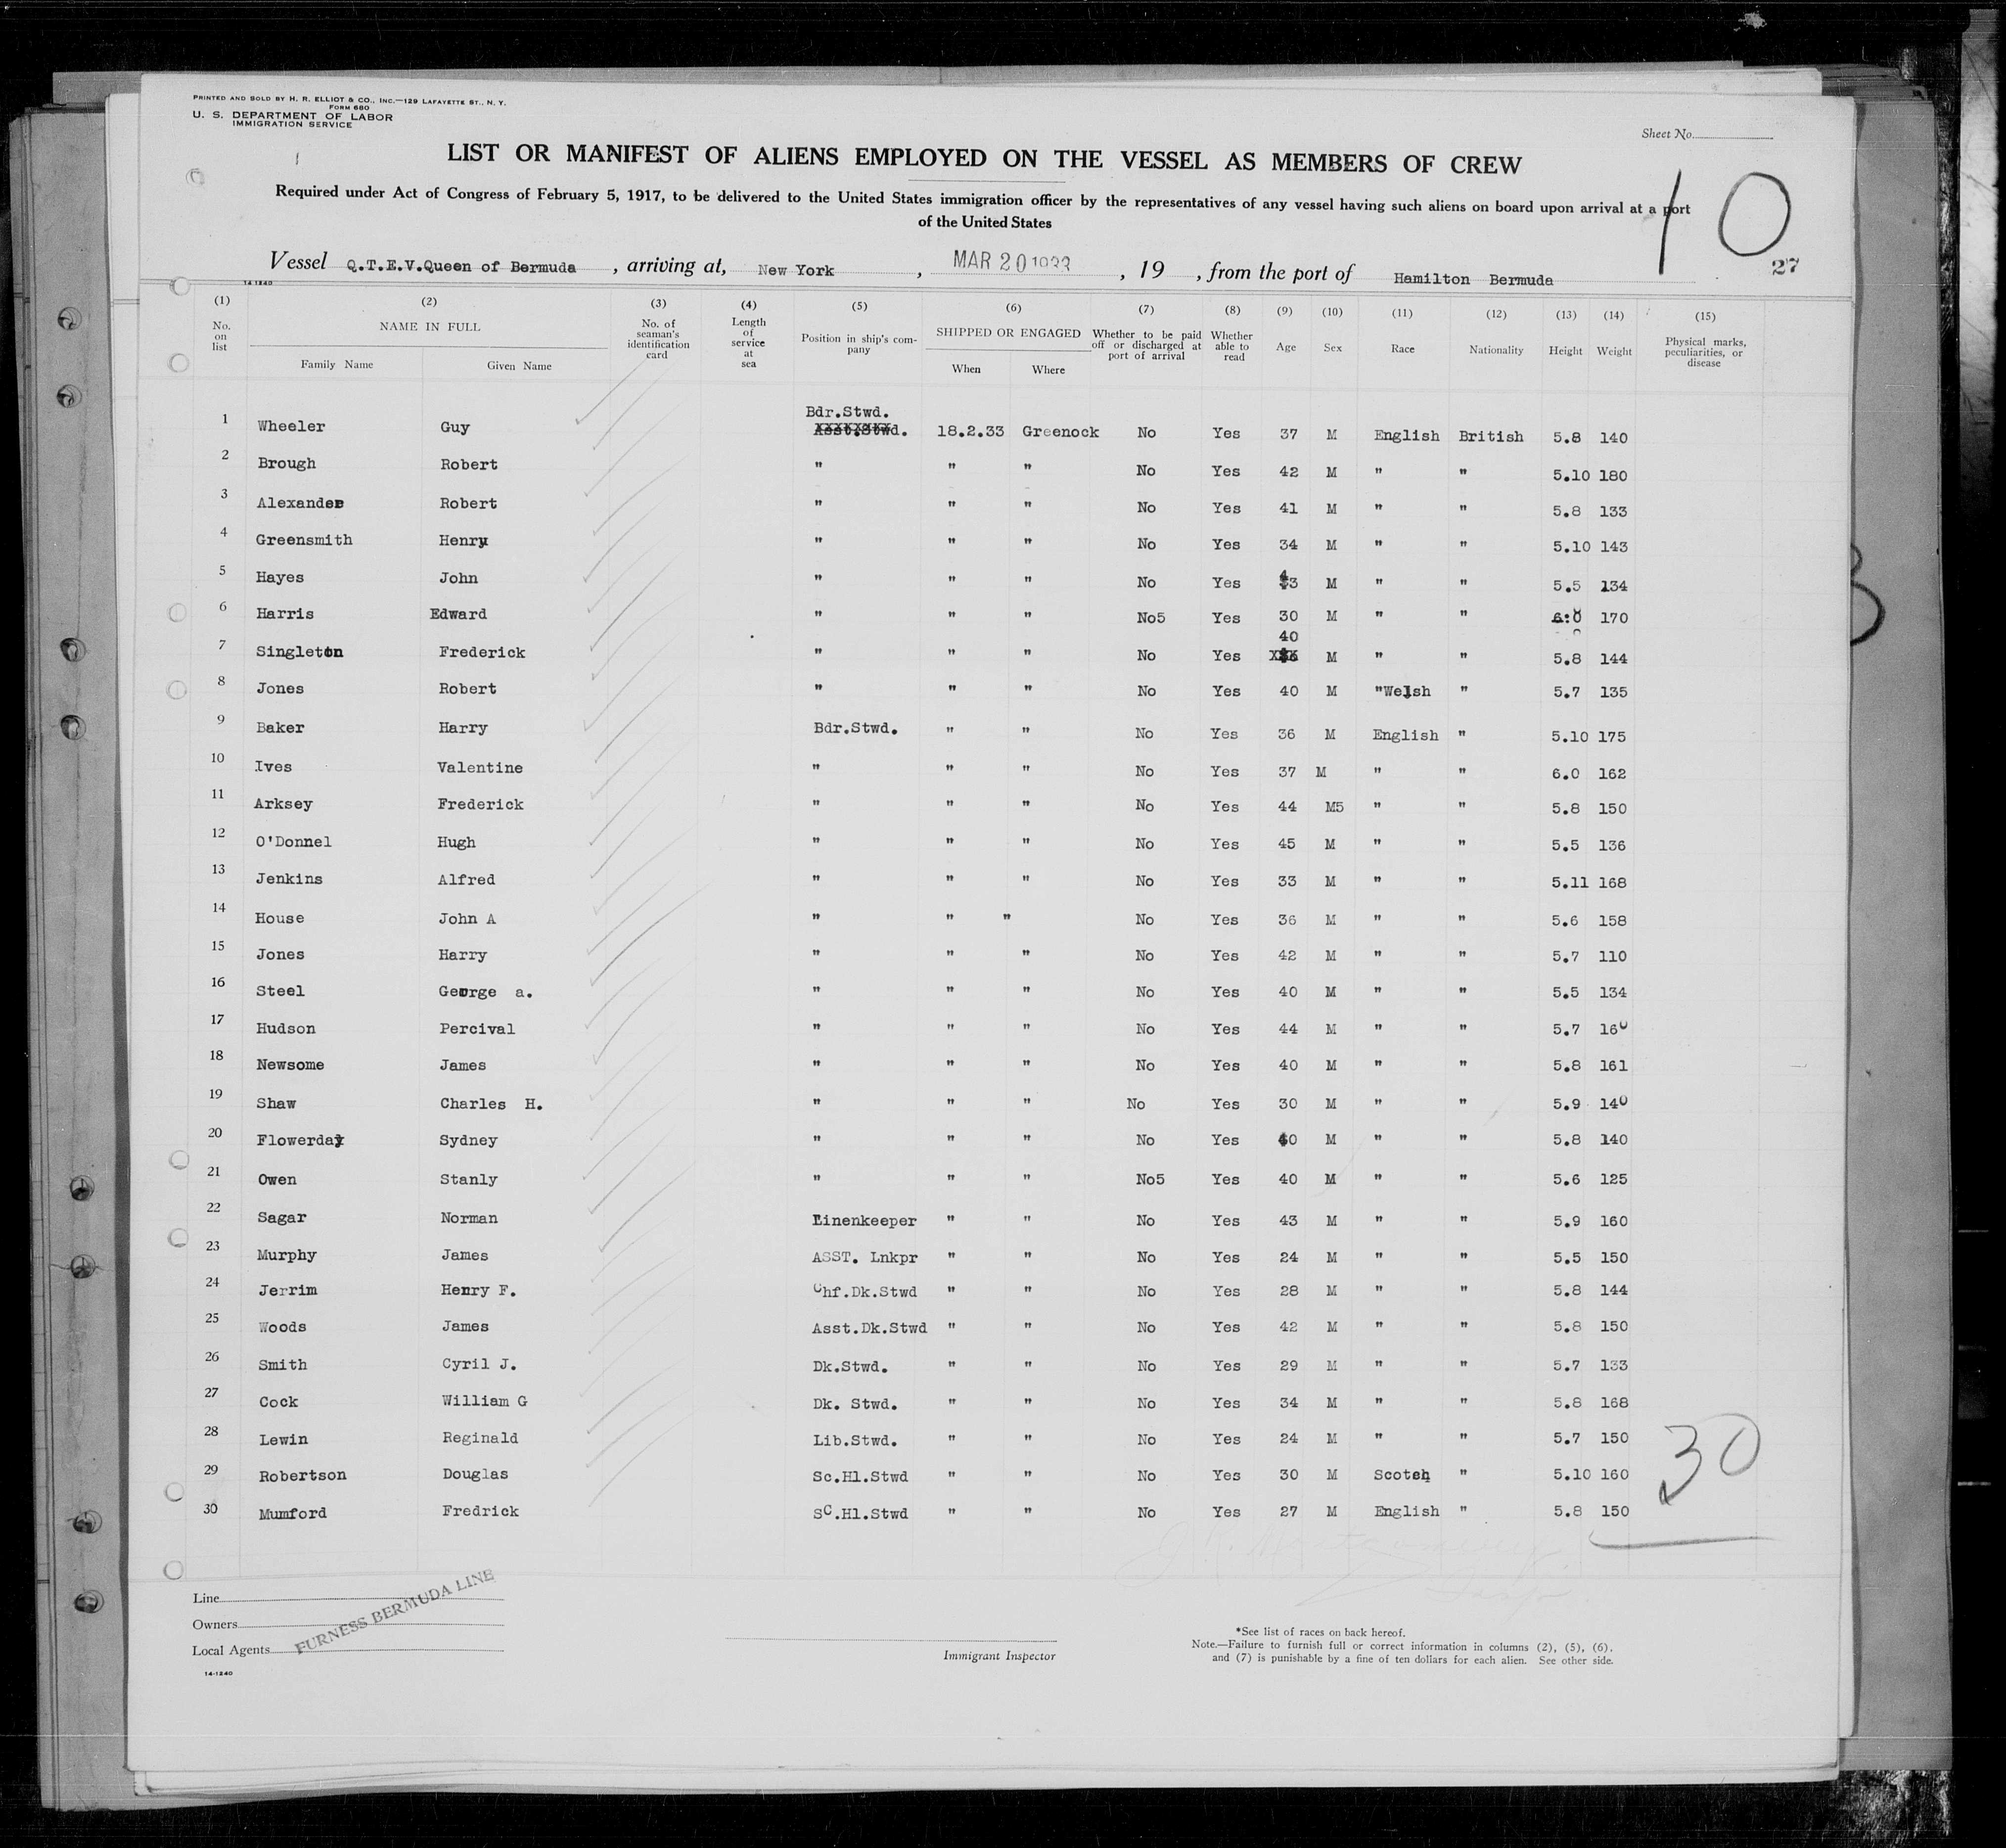 PRINTED AND SOLD BY H. R. ELLIOT & CO., INC.—129 LAFAYETTE ST., N. Y.
FORM 680
U. S. DEPARTMENT OF LABOR
IMMIGRATION SERVICE
Sheet No.
LIST OR MANIFEST OF ALIENS EMPLOYED ON THE VESSEL AS MEMBERS OF CREW
10
Required under Act of Congress of February 5, 1917, to be delivered to the United States immigration officer by the representatives of any vessel having such aliens on board upon arrival at a port
of the United States
Vessel Q.T.E.V.Queen of Bermuda , arriving at, New York , MAR 20 1933 , 19 , from the port of Hamilton Bermuda
27
14-1240
(1) No. on list (2) NAME IN FULL Family Name Given Name (3) No. of seaman's identification card (4) Length of service at sea (5) Position in ship's company (6) SHIPPED OR ENGAGED When Where (7) Whether to be paid off or discharged at port of arrival (8) Whether able to read (9) Age (10) Sex (11) Race (12) Nationality (13) Height (14) Weight (15) Physical marks, peculiarities, or disease
Bdr.Stwd.
1 Wheeler Guy Asst.Stwd. 18.2.33 Greenock No Yes 37 M English British 5.8 140
2 Brough Robert " " " No Yes 42 M " " 5.10 180
3 Alexander Robert " " " No Yes 41 M " " 5.8 133
4 Greensmith Henry " " " No Yes 34 M " " 5.10 143
5 Hayes John " " " No Yes 43 M " " 5.5 134
6 Harris Edward " " " No5 Yes 30 M " " 6.0 170
7 Singleton Frederick " " " No Yes 40 M " " 5.8 144
8 Jones Robert " " " No Yes 40 M "Welsh " 5.7 135
9 Baker Harry Bdr.Stwd. " " No Yes 36 M English " 5.10 175
10 Ives Valentine " " " No Yes 37 M " " 6.0 162
11 Arksey Frederick " " " No Yes 44 M5 " " 5.8 150
12 O'Donnel Hugh " " " No Yes 45 M " " 5.5 136
13 Jenkins Alfred " " " No Yes 33 M " " 5.11 168
14 House John A " " " No Yes 36 M " " 5.6 158
15 Jones Harry " " " No Yes 42 M " " 5.7 110
16 Steel George a. " " " No Yes 40 M " " 5.5 134
17 Hudson Percival " " " No Yes 44 M " " 5.7 160
18 Newsome James " " " No Yes 40 M " " 5.8 161
19 Shaw Charles H. " " " No Yes 30 M " " 5.9 140
20 Flowerday Sydney " " " No Yes 40 M " " 5.8 140
21 Owen Stanly " " " No5 Yes 40 M " " 5.6 125
22 Sagar Norman Linenkeeper " " No Yes 43 M " " 5.9 160
23 Murphy James ASST. Lnkpr " " No Yes 24 M " " 5.5 150
24 Jerrim Henry F. Chf.Dk.Stwd " " No Yes 28 M " " 5.8 144
25 Woods James Asst.Dk.Stwd " " No Yes 42 M " " 5.8 150
26 Smith Cyril J. Dk.Stwd. " " No Yes 29 M " " 5.7 133
27 Cock William G Dk. Stwd. " " No Yes 34 M " " 5.8 168
28 Lewin Reginald Lib.Stwd. " " No Yes 24 M " " 5.7 150
29 Robertson Douglas Sc.Hl.Stwd " " No Yes 30 M Scotch " 5.10 160
30 Mumford Fredrick SC.Hl.Stwd " " No Yes 27 M English " 5.8 150
30
Line
Owners
Local Agents
FURNESS BERMUDA LINE
14-1240
Immigrant Inspector
*See list of races on back hereof.
Note.—Failure to furnish full or correct information in columns (2), (5), (6),
and (7) is punishable by a fine of ten dollars for each alien. See other side.